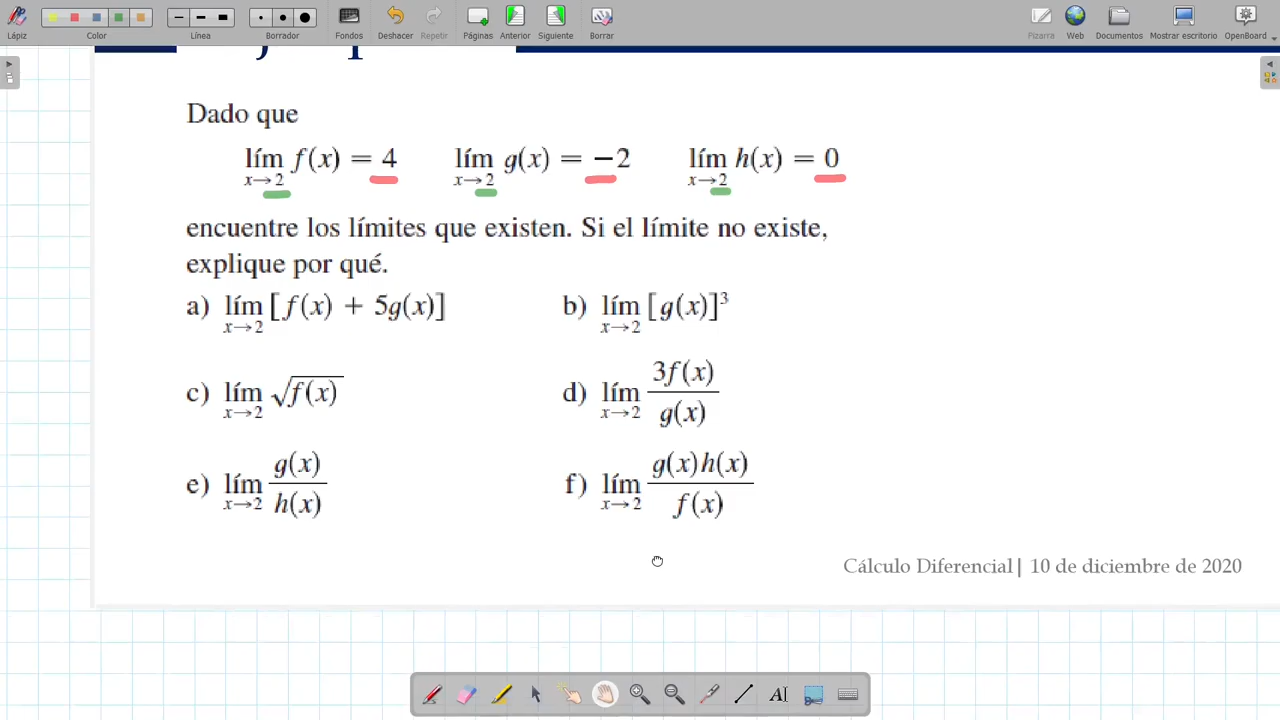 Lápiz Color Línea Borrador Fondos Deshacer Repetir Páginas Anterior Siguiente Borrar Pizarra Web Documentos Mostrar escritorio OpenBoard
Dado que
lím x→2 f(x) = 4 lím x→2 g(x) = −2 lím x→2 h(x) = 0
encuentre los límites que existen. Si el límite no existe,
explique por qué.
a) lím x→2 [f(x) + 5g(x)] b) lím x→2 [g(x)]³
c) lím x→2 √f(x) d) lím x→2 3f(x)/g(x)
e) lím x→2 g(x)/h(x) f) lím x→2 g(x)h(x)/f(x)
Cálculo Diferencial| 10 de diciembre de 2020
AI